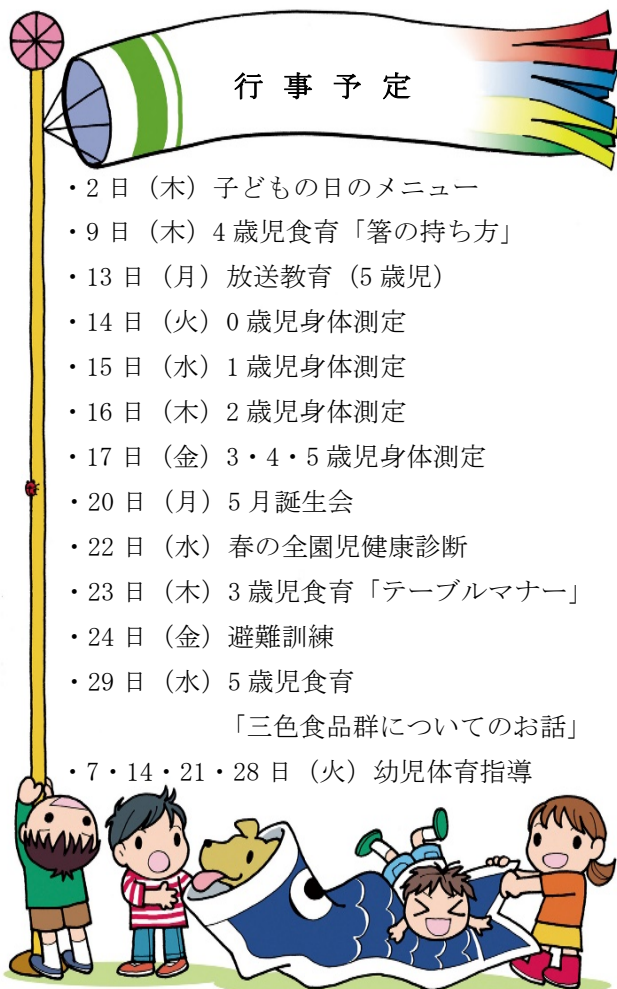 行事予定
・2日（木）子どもの日のメニュー
・9日（木）4歳児食育「箸の持ち方」
・13日（月）放送教育（5歳児）
・14日（火）0歳児身体測定
・15日（水）1歳児身体測定
・16日（木）2歳児身体測定
・17日（金）3・4・5歳児身体測定
・20日（月）5月誕生会
・22日（水）春の全園児健康診断
・23日（木）3歳児食育「テーブルマナー」
・24日（金）避難訓練
・29日（水）5歳児食育
「三色食品群についてのお話」
・7・14・21・28日（火）幼児体育指導